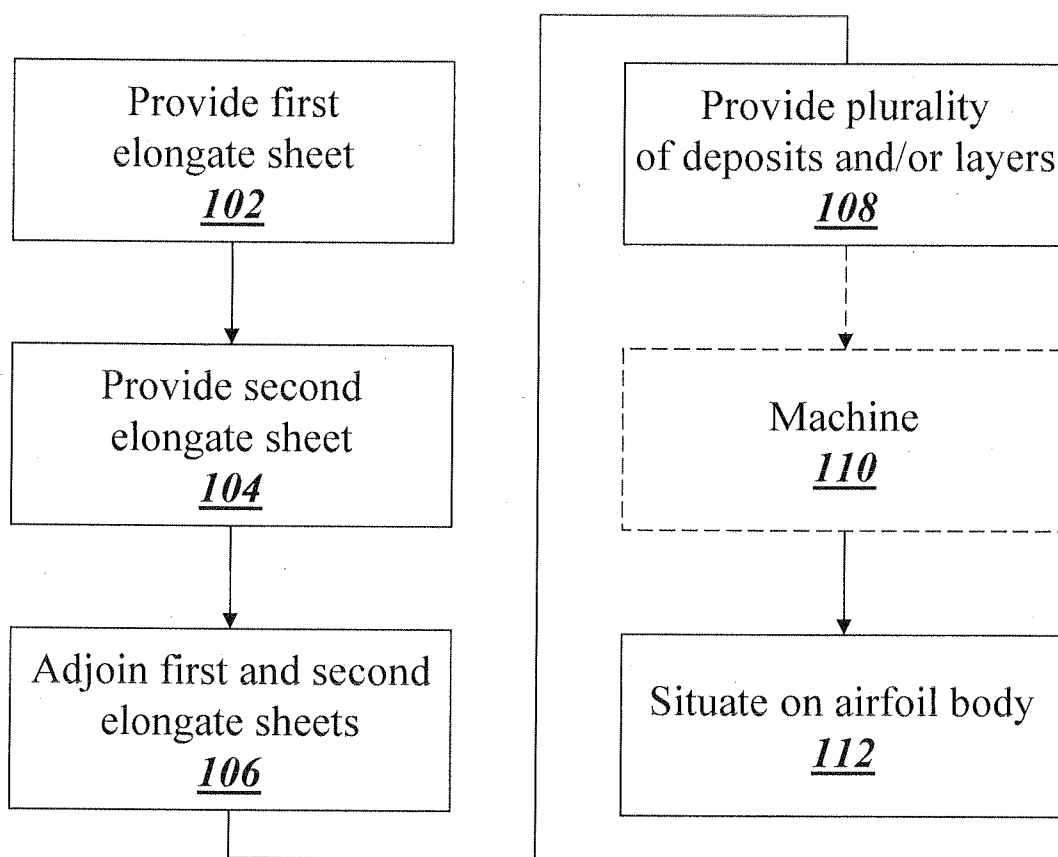 Provide first
elongate sheet
102
Provide second
elongate sheet
104
Adjoin first and second
elongate sheets
106
Provide plurality
of deposits and/or layers
108
Machine
110
Situate on airfoil body
112